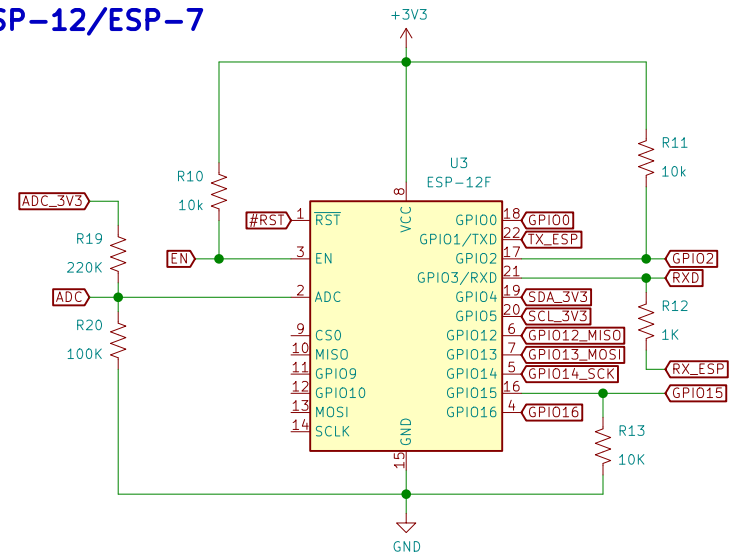 SP-12/ESP-7
+3V3
R11
10k
U3
ESP-12F
R10
10k
8
VCC
ADC_3V3
#RST
1
RST
GPIO0
18
GPIO0
R19
220K
GPIO1/TXD
22
TX_ESP
EN
3
EN
GPIO2
17
GPIO2
GPIO3/RXD
21
RXD
ADC
2
ADC
GPIO4
19
SDA_3V3
R12
1K
R20
100K
GPIO5
20
SCL_3V3
9
CS0
GPIO12
6
GPIO12_MISO
10
MISO
GPIO13
7
GPIO13_MOSI
11
GPIO9
GPIO14
5
GPIO14_SCK
RX_ESP
12
GPIO10
GPIO15
16
GPIO15
13
MOSI
GPIO16
4
GPIO16
14
SCLK
GND
15
R13
10K
GND